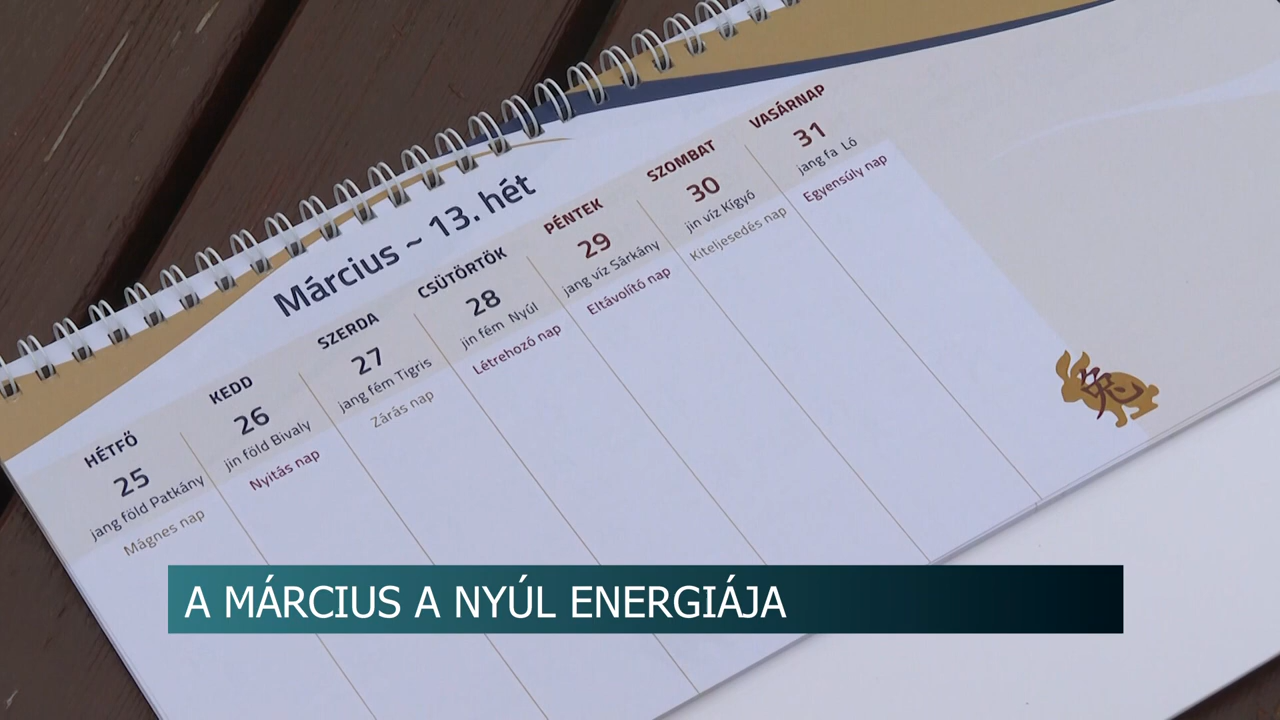 Március ~ 13. hét
HÉTFŐ
25
jang föld Patkány
Mágnes nap
KEDD
26
jin föld Bivaly
Nyitás nap
SZERDA
27
jang fém Tigris
Zárás nap
CSÜTÖRTÖK
28
jin fém Nyúl
Létrehozó nap
PÉNTEK
29
jang víz Sárkány
Eltávolító nap
SZOMBAT
30
jin víz Kígyó
Kiteljesedés nap
VASÁRNAP
31
jang fa Ló
Egyensúly nap
兔
A MÁRCIUS A NYÚL ENERGIÁJA